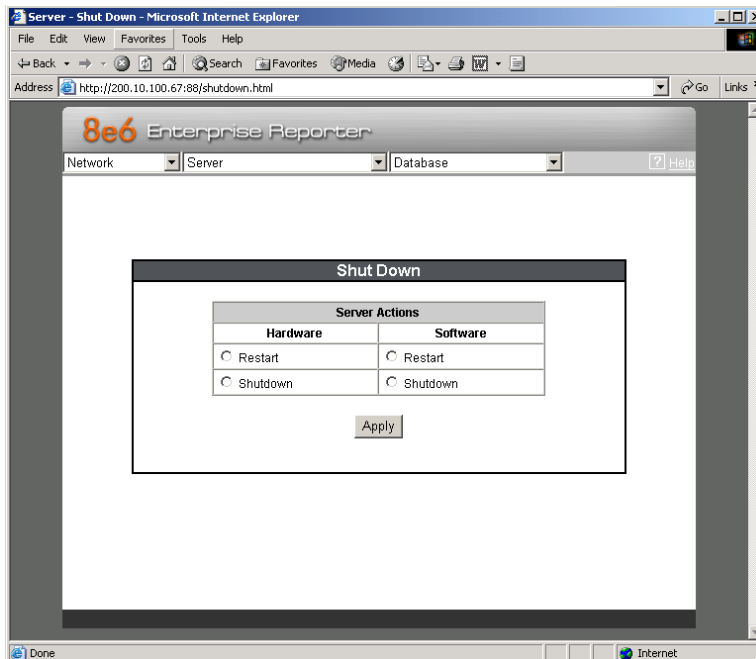 Server - Shut Down - Microsoft Internet Explorer
File Edit View Favorites Tools Help
Back Search Favorites Media
Address http://200.10.100.67:88/shutdown.html Go Links
8e6 Enterprise Reporter
Network Server Database ? Help
Shut Down
Server Actions
Hardware Software
Restart Restart
Shutdown Shutdown
Apply
Done Internet